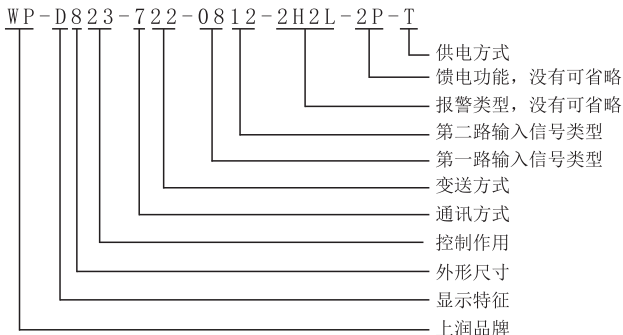 WP-D823-722-0812-2H2L-2P-T
供电方式
馈电功能，没有可省略
报警类型，没有可省略
第二路输入信号类型
第一路输入信号类型
变送方式
通讯方式
控制作用
外形尺寸
显示特征
上润品牌